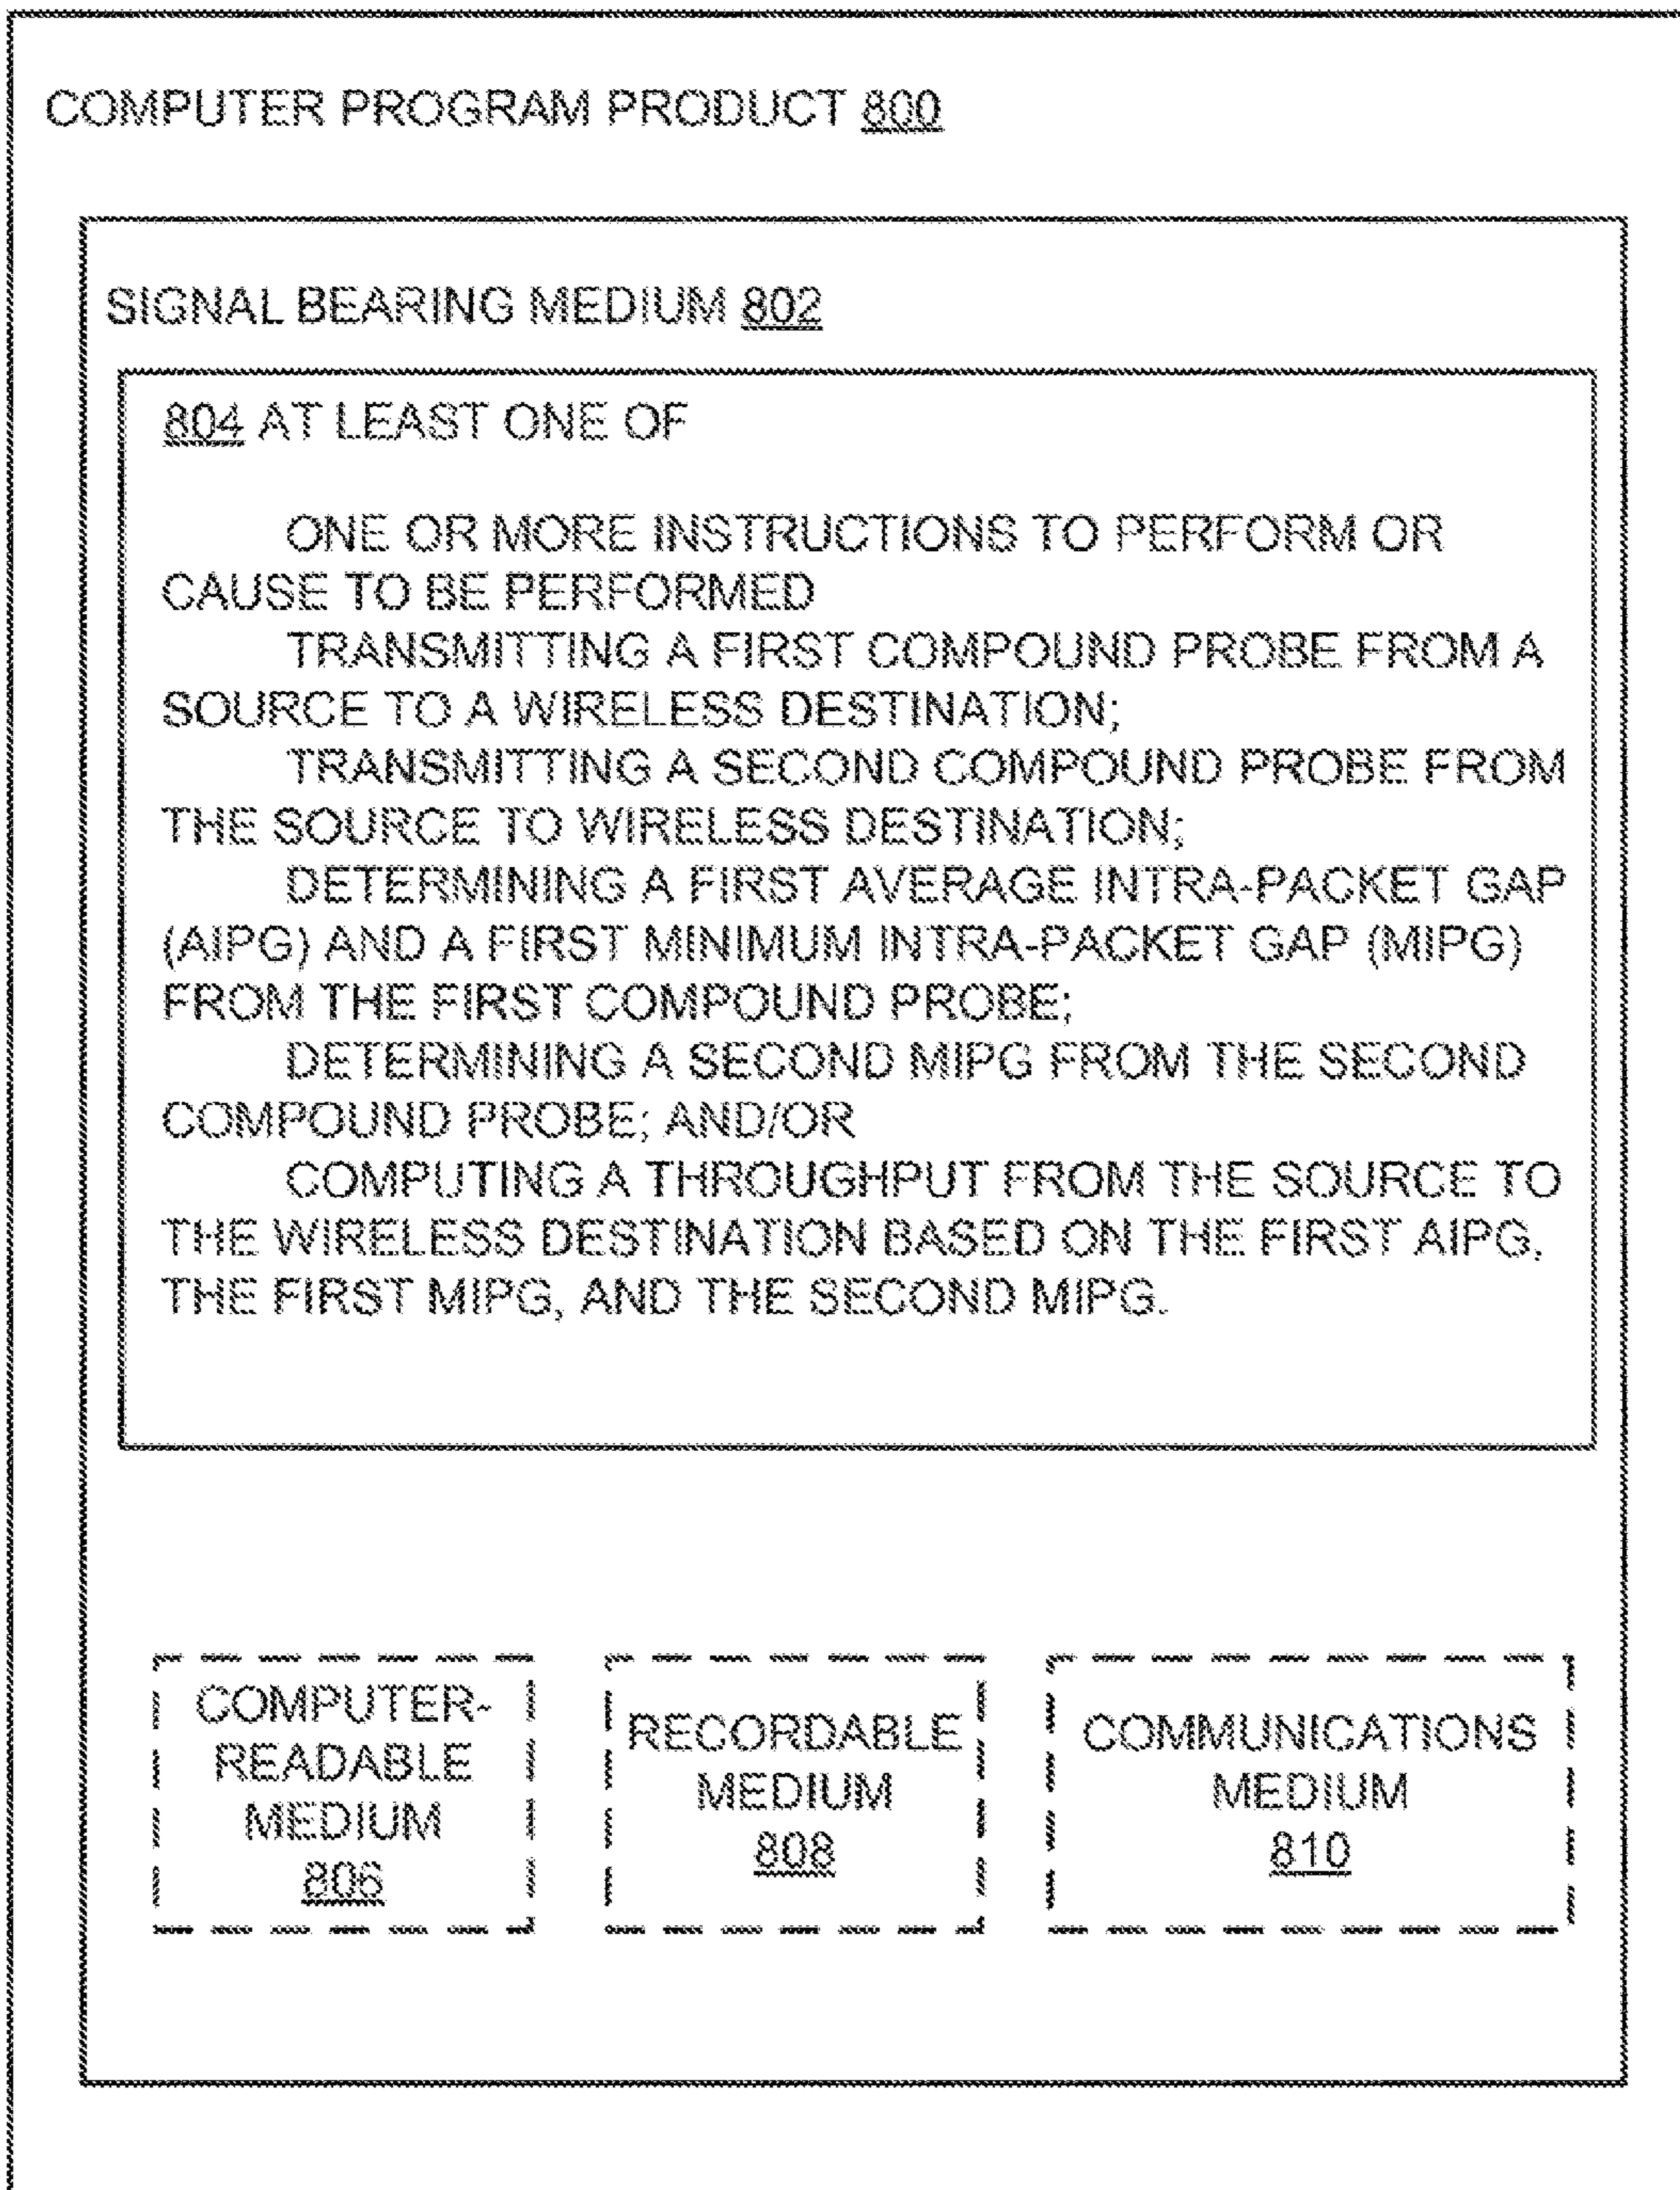 COMPUTER PROGRAM PRODUCT 800
SIGNAL BEARING MEDIUM 802
804 AT LEAST ONE OF
ONE OR MORE INSTRUCTIONS TO PERFORM OR
CAUSE TO BE PERFORMED
TRANSMITTING A FIRST COMPOUND PROBE FROM A
SOURCE TO A WIRELESS DESTINATION;
TRANSMITTING A SECOND COMPOUND PROBE FROM
THE SOURCE TO WIRELESS DESTINATION;
DETERMINING A FIRST AVERAGE INTRA-PACKET GAP
(AIPG) AND A FIRST MINIMUM INTRA-PACKET GAP (MIPG)
FROM THE FIRST COMPOUND PROBE;
DETERMINING A SECOND MIPG FROM THE SECOND
COMPOUND PROBE; AND/OR
COMPUTING A THROUGHPUT FROM THE SOURCE TO
THE WIRELESS DESTINATION BASED ON THE FIRST AIPG,
THE FIRST MIPG, AND THE SECOND MIPG.
COMPUTER-
READABLE
MEDIUM
806
RECORDABLE
MEDIUM
808
COMMUNICATIONS
MEDIUM
810